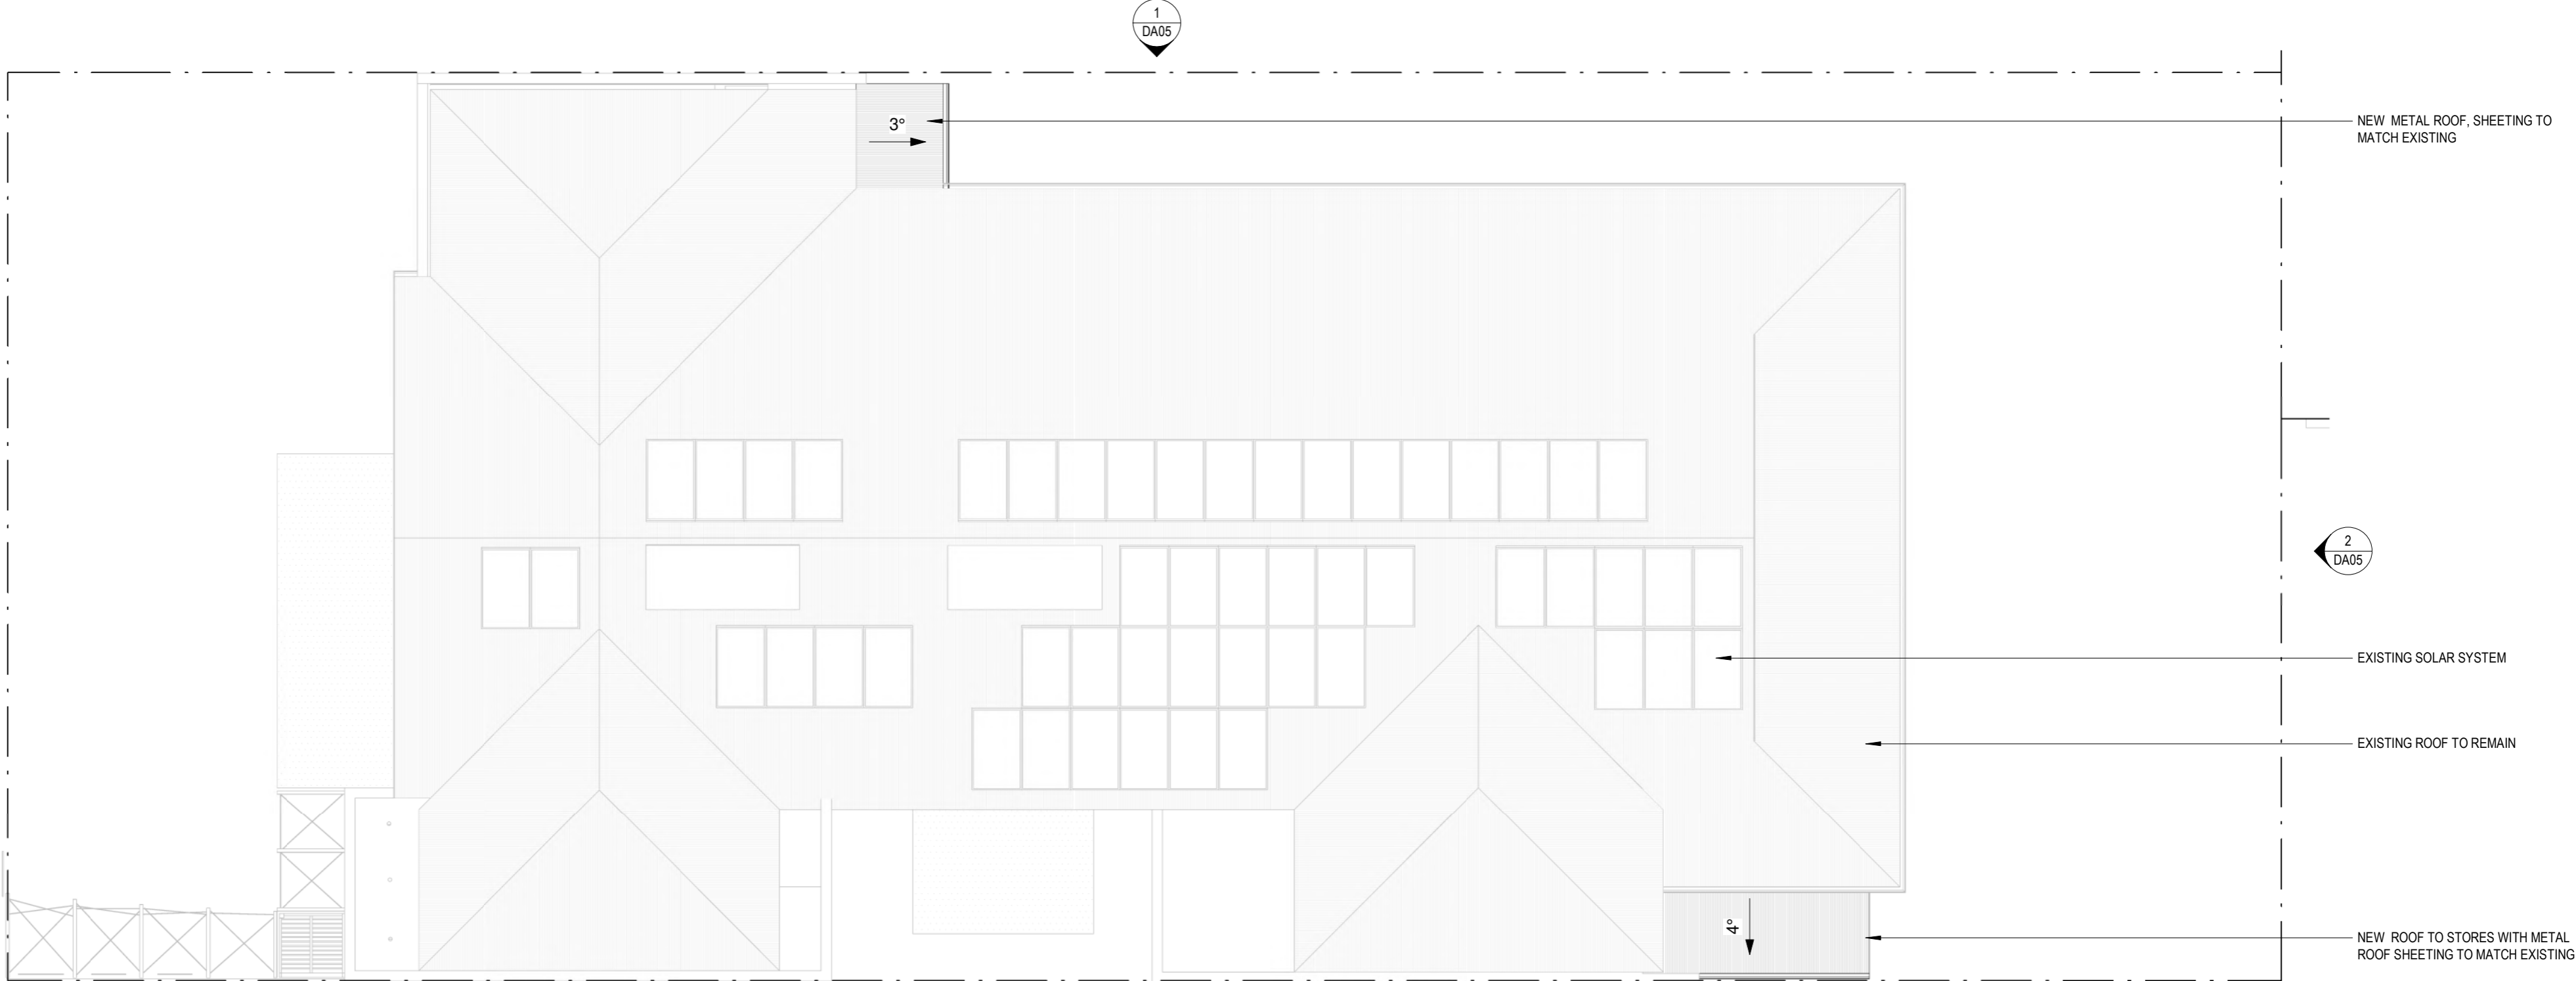 1
DA05
3°
NEW METAL ROOF, SHEETING TO
MATCH EXISTING
2
DA05
EXISTING SOLAR SYSTEM
EXISTING ROOF TO REMAIN
4°
NEW ROOF TO STORES WITH METAL
ROOF SHEETING TO MATCH EXISTING